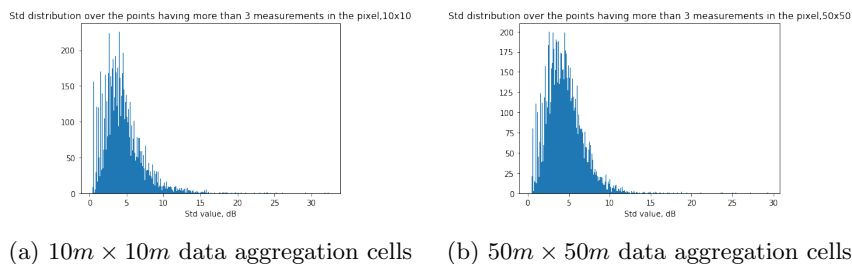 Std distribution over the points having more than 3 measurements in the pixel,10x10
200
150
100
50
0
0 5 10 15 20 25 30
Std value, dB
(a) 10m × 10m data aggregation cells
Std distribution over the points having more than 3 measurements in the pixel,50x50
200
175
150
125
100
75
50
25
0
0 5 10 15 20 25 30
Std value, dB
(b) 50m × 50m data aggregation cells